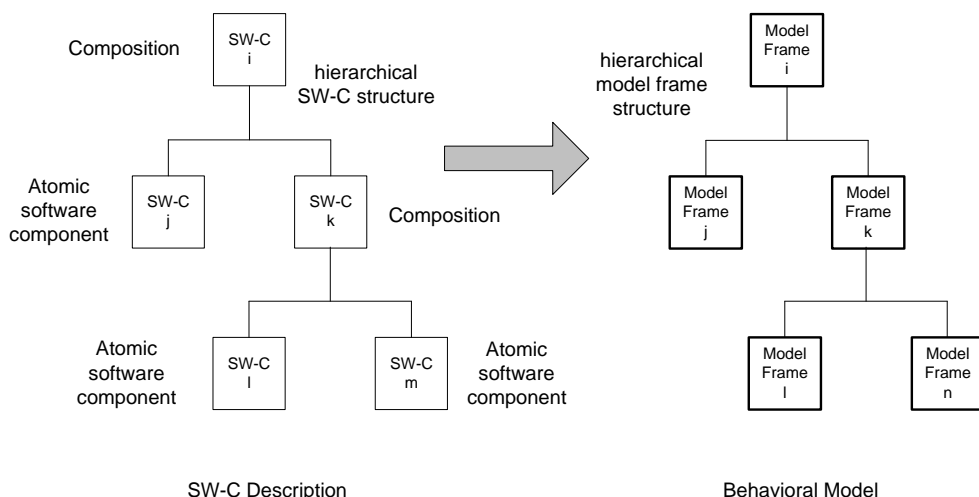 Composition
SW-C
i
hierarchical
SW-C structure
Atomic
software
component
SW-C
j
SW-C
k
Composition
Atomic
software
component
SW-C
l
SW-C
m
Atomic
software
component
SW-C Description
hierarchical
model frame
structure
Model
Frame
i
Model
Frame
j
Model
Frame
k
Model
Frame
l
Model
Frame
n
Behavioral Model